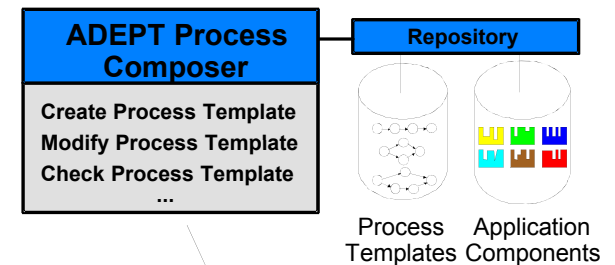 ADEPT Process
Composer
Repository
Create Process Template
Modify Process Template
Check Process Template
...
Process
Templates
Application
Components